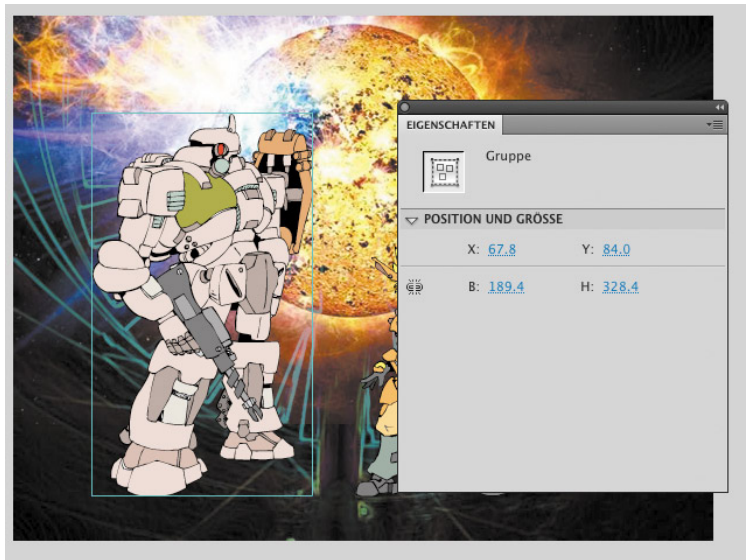 EIGENSCHAFTEN
Gruppe
POSITION UND GRÖSSE
X: 67.8 Y: 84.0
B: 189.4 H: 328.4